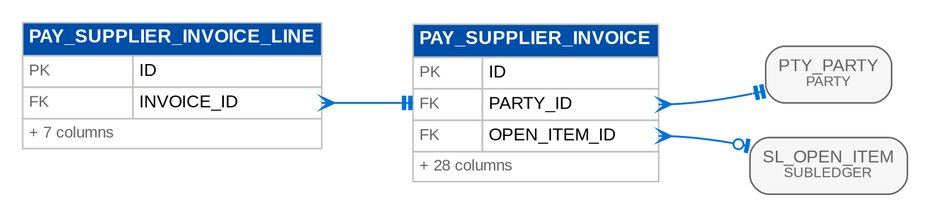 PAY_SUPPLIER_INVOICE_LINE
PK ID
FK INVOICE_ID
+ 7 columns
PAY_SUPPLIER_INVOICE
PK ID
FK PARTY_ID
FK OPEN_ITEM_ID
+ 28 columns
PTY_PARTY
PARTY
SL_OPEN_ITEM
SUBLEDGER